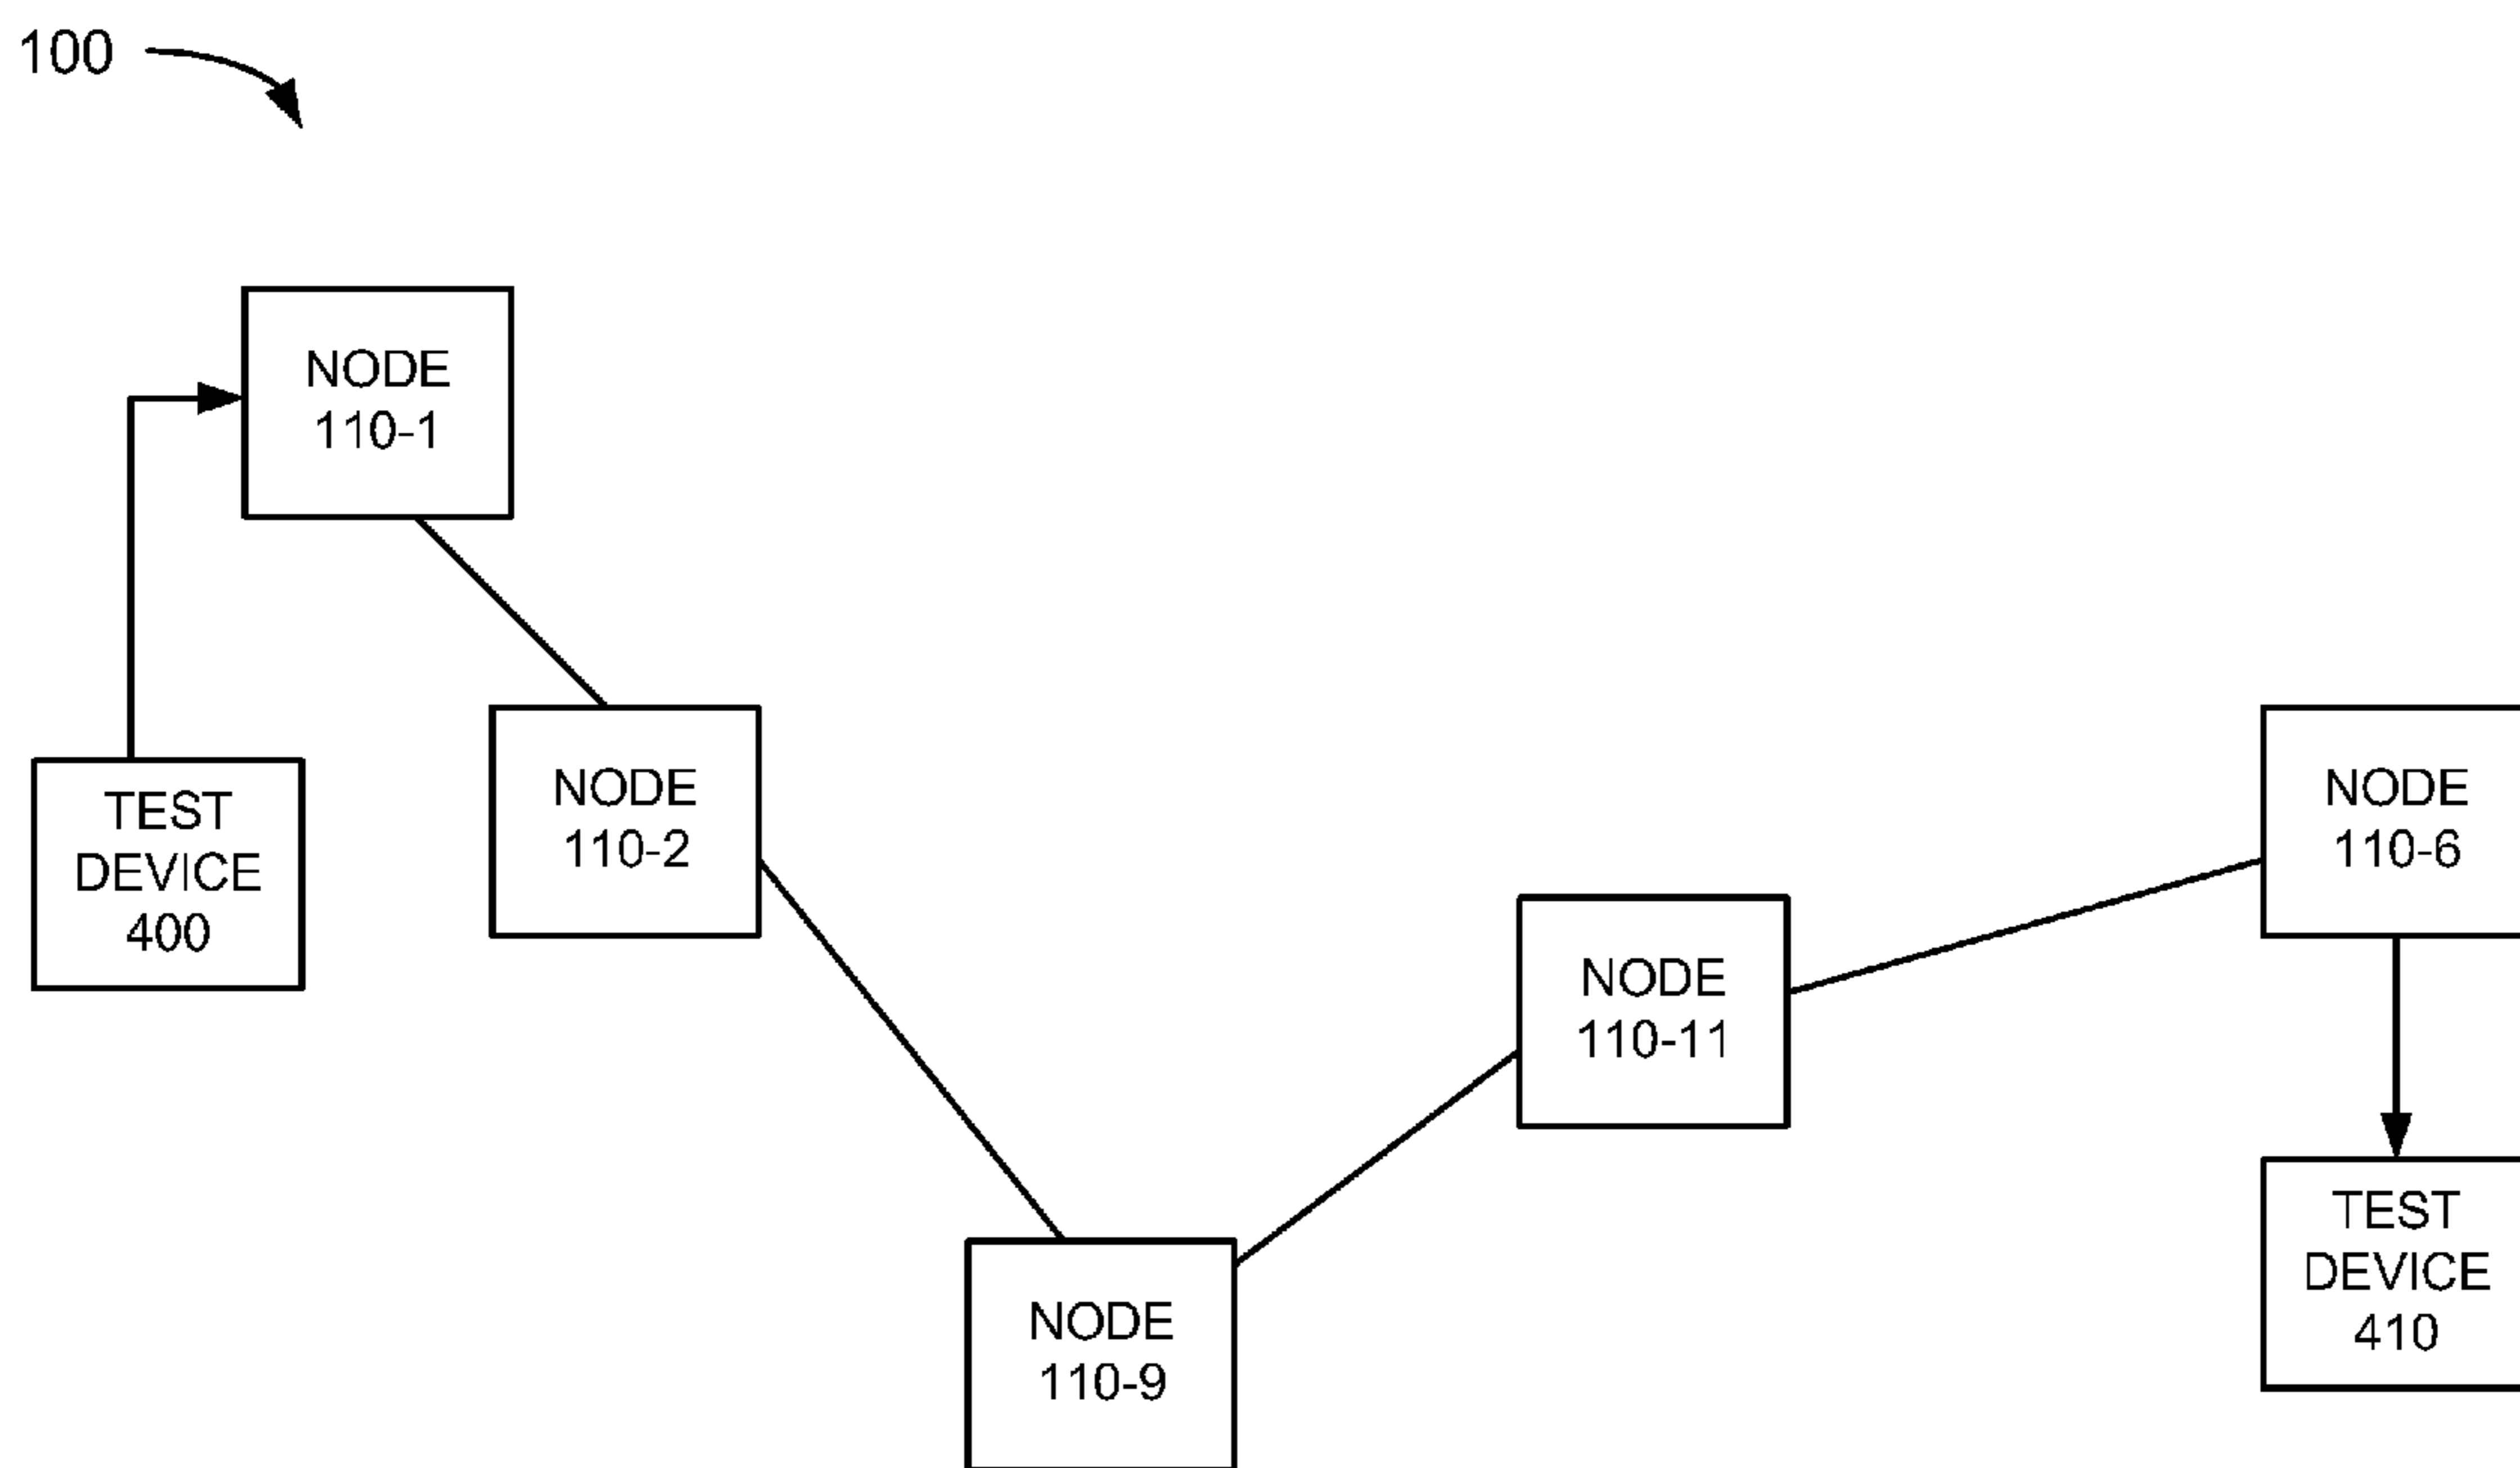 100
NODE
110-1
TEST
DEVICE
400
NODE
110-2
NODE
110-9
NODE
110-11
NODE
110-6
TEST
DEVICE
410